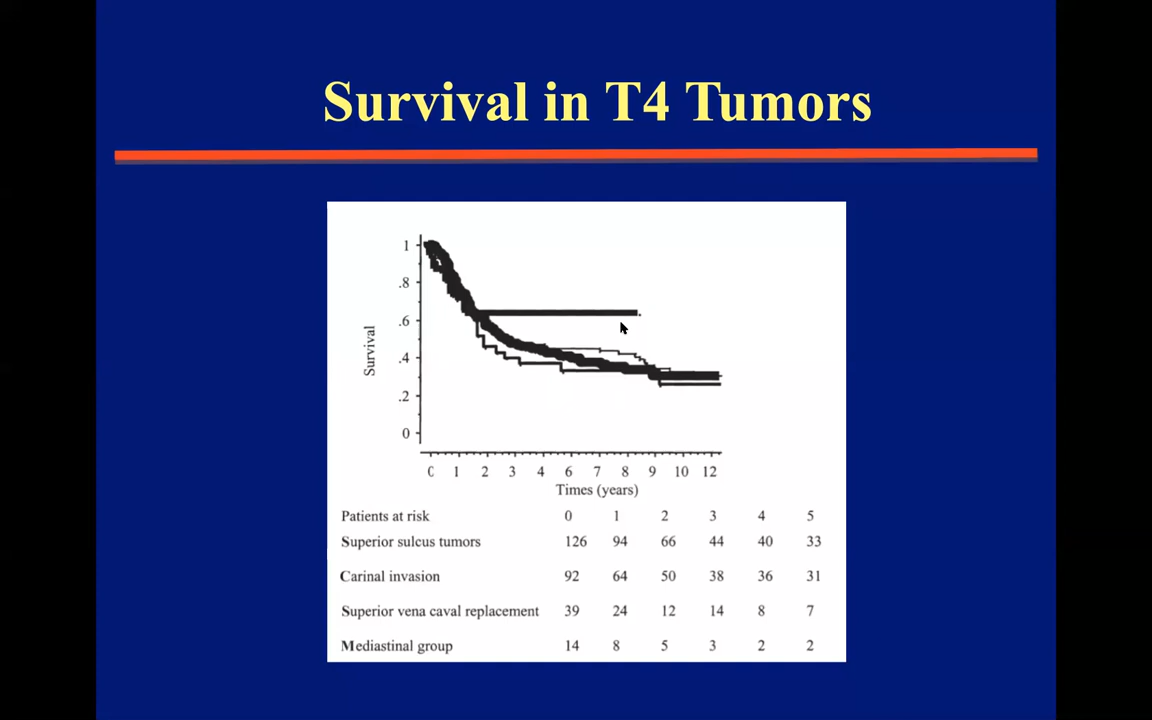 Survival in T4 Tumors
1
.8
.6
.4
.2
0
Survival
C 1 2 3 4 6 7 8 9 10 12
Times (years)
Patients at risk 0 1 2 3 4 5
Superior sulcus tumors 126 94 66 44 40 33
Carinal invasion 92 64 50 38 36 31
Superior vena caval replacement 39 24 12 14 8 7
Mediastinal group 14 8 5 3 2 2